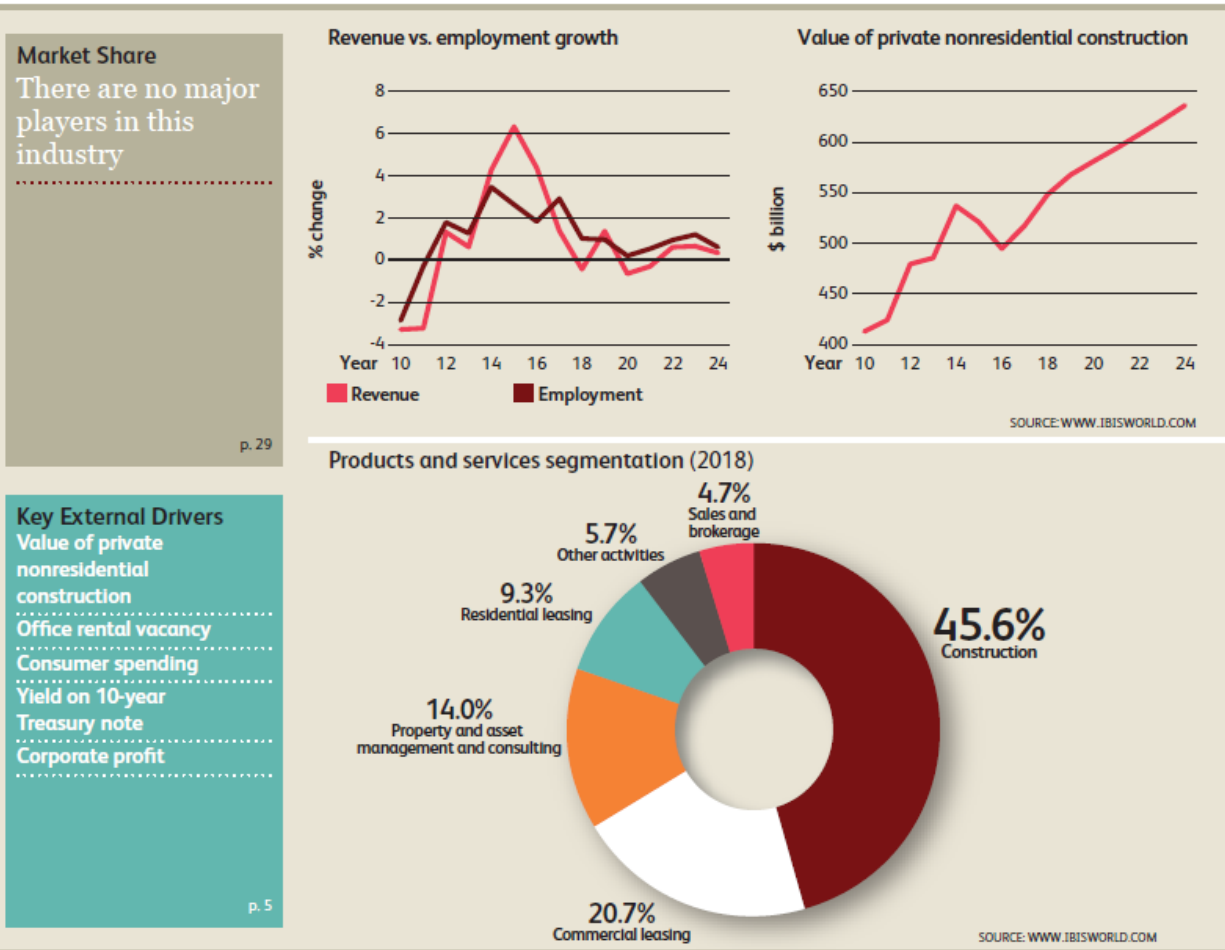 Market Share
There are no major
players in this
industry
p. 29
Key External Drivers
Value of private
nonresidential
construction
Office rental vacancy
Consumer spending
Yield on 10-year
Treasury note
Corporate profit
p. 5
Revenue vs. employment growth
% change
8
6
4
2
0
-2
-4
Year 10 12 14 16 18 20 22 24
Revenue Employment
Value of private nonresidential construction
$ billion
650
600
550
500
450
400
Year 10 12 14 16 18 20 22 24
SOURCE: WWW.IBISWORLD.COM
Products and services segmentation (2018)
4.7%
Sales and
brokerage
5.7%
Other activities
9.3%
Residential leasing
14.0%
Property and asset
management and consulting
20.7%
Commercial leasing
45.6%
Construction
SOURCE: WWW.IBISWORLD.COM